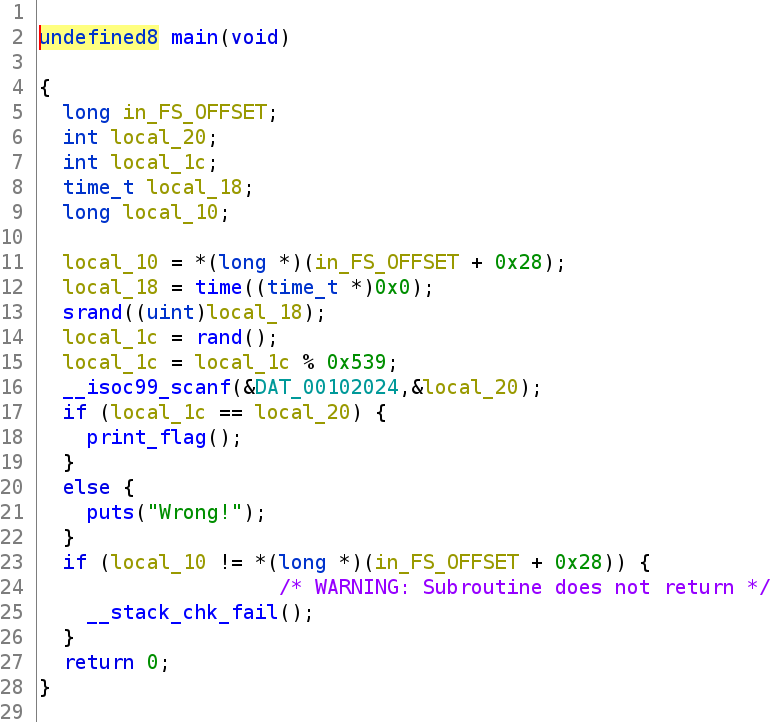 1
2 undefined8 main(void)
3
4 {
5 long in_FS_OFFSET;
6 int local_20;
7 int local_1c;
8 time_t local_18;
9 long local_10;
10
11 local_10 = *(long *)(in_FS_OFFSET + 0x28);
12 local_18 = time((time_t *)0x0);
13 srand((uint)local_18);
14 local_1c = rand();
15 local_1c = local_1c % 0x539;
16 __isoc99_scanf(&DAT_00102024,&local_20);
17 if (local_1c == local_20) {
18 print_flag();
19 }
20 else {
21 puts("Wrong!");
22 }
23 if (local_10 != *(long *)(in_FS_OFFSET + 0x28)) {
24 /* WARNING: Subroutine does not return */
25 __stack_chk_fail();
26 }
27 return 0;
28 }
29